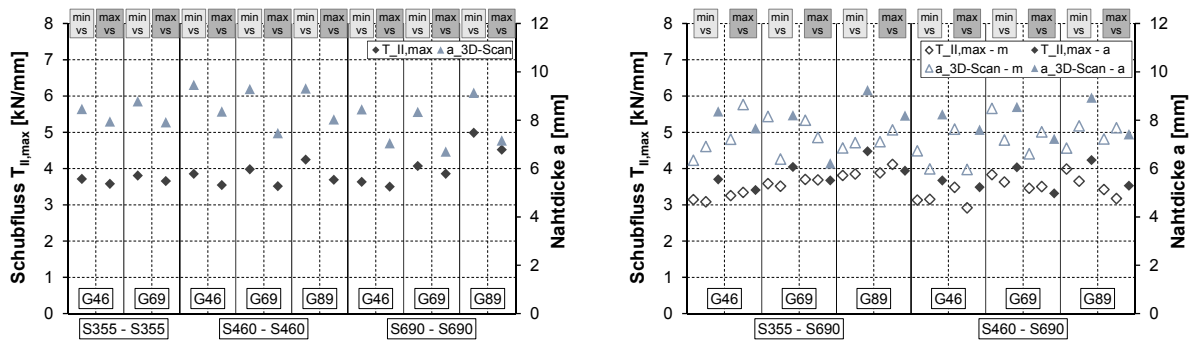 min vs max vs min vs max vs min vs max vs min vs max vs min vs max vs min vs max vs min vs max vs min vs max vs
T_II,max a_3D-Scan
Schubfluss T_II,max [kN/mm]
8
7
6
5
4
3
2
1
0
12
10
8
6
4
2
0
Nahtdicke a [mm]
G46 G69 G46 G69 G89 G46 G69 G89
S355 - S355 S460 - S460 S690 - S690
min vs max vs min vs max vs min vs max vs min vs max vs min vs max vs min vs max vs
T_II,max - m T_II,max - a
a_3D-Scan - m a_3D-Scan - a
Schubfluss T_II,max [kN/mm]
8
7
6
5
4
3
2
1
0
12
10
8
6
4
2
0
Nahtdicke a [mm]
G46 G69 G89 G46 G69 G89
S355 - S690 S460 - S690